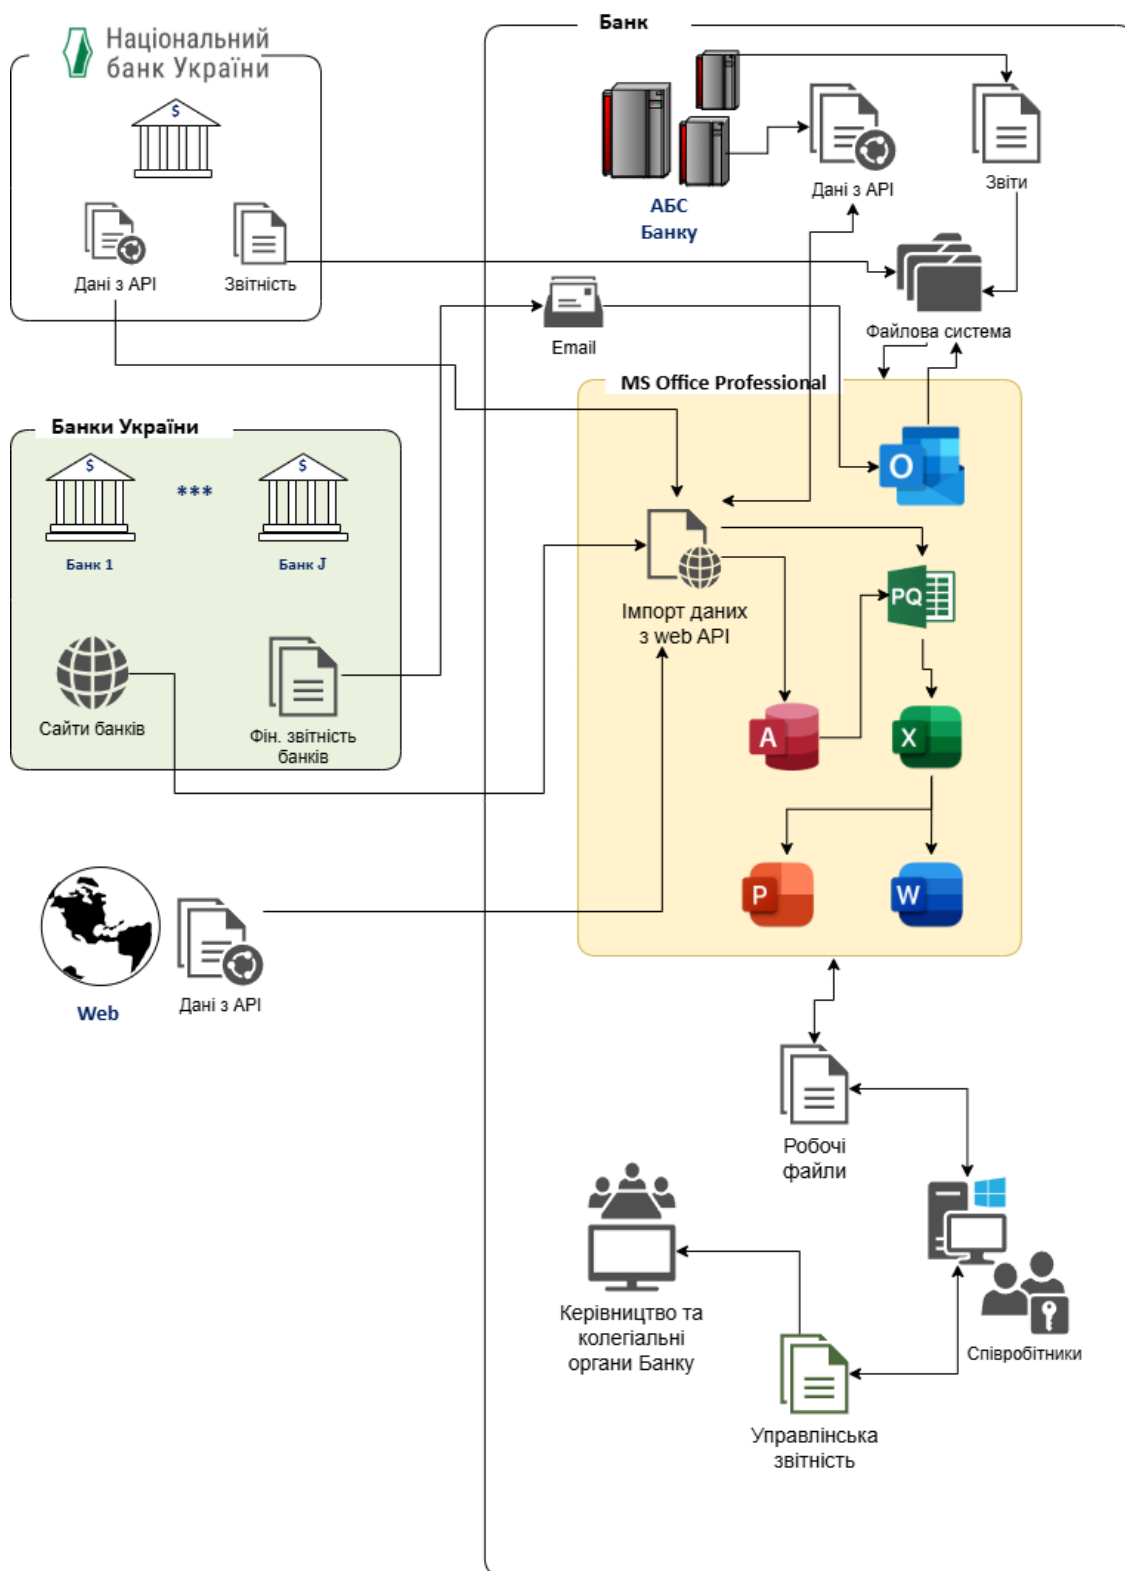 Національний
банк України
$
Дані з API
Звітність
Банк
АБС
Банку
Дані з API
Звіти
Файлова система
Email
MS Office Professional
O
Імпорт даних
з web API
PQ
A
X
P
W
Банки України
$
***
$
Банк 1
Банк J
Сайти банків
Фін. звітність
банків
Web
Дані з API
Робочі
файли
Керівництво та
колегіальні
органи Банку
Співробітники
Управлінська
звітність